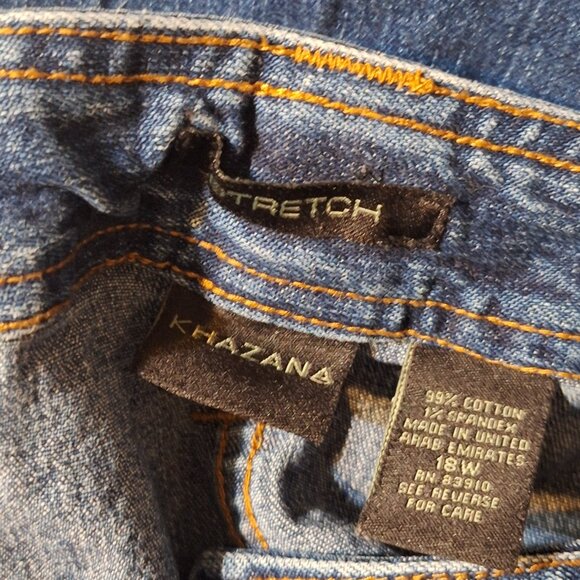 STRETCH
KHAZANA
99% COTTON
1% SPANDEX
MADE IN UNITED
ARAB EMIRATES
18W
RN 83910
SEE REVERSE
FOR CARE